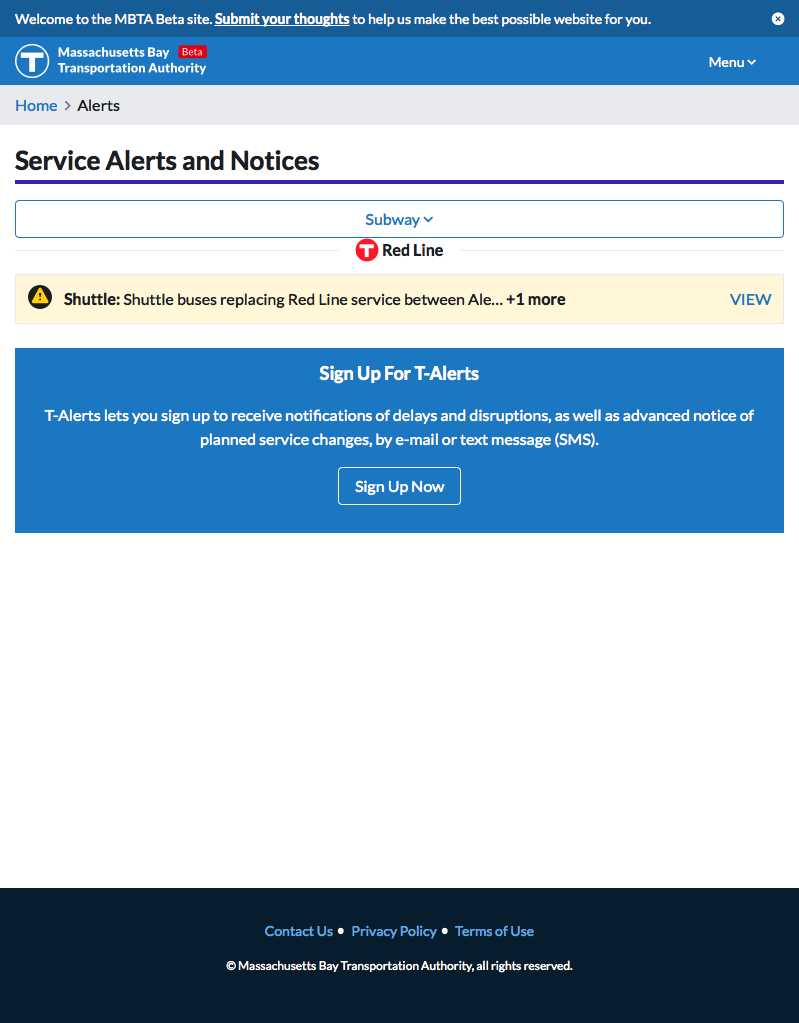 Welcome to the MBTA Beta site. Submit your thoughts to help us make the best possible website for you.
Massachusetts Bay Beta
Transportation Authority
Menu
Home > Alerts
Service Alerts and Notices
Subway
T Red Line
Shuttle: Shuttle buses replacing Red Line service between Ale... +1 more VIEW
Sign Up For T-Alerts
T-Alerts lets you sign up to receive notifications of delays and disruptions, as well as advanced notice of
planned service changes, by e-mail or text message (SMS).
Sign Up Now
Contact Us • Privacy Policy • Terms of Use
© Massachusetts Bay Transportation Authority, all rights reserved.